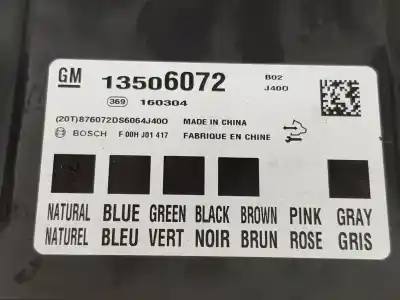 GM 13506072 B02
J40D
369 160304
(20T)876072DS6064J400 MADE IN CHINA
BOSCH F 00H J01 417 FABRIQUE EN CHINE
NATURAL BLUE GREEN BLACK BROWN PINK GRAY
NATUREL BLEU VERT NOIR BRUN ROSE GRIS